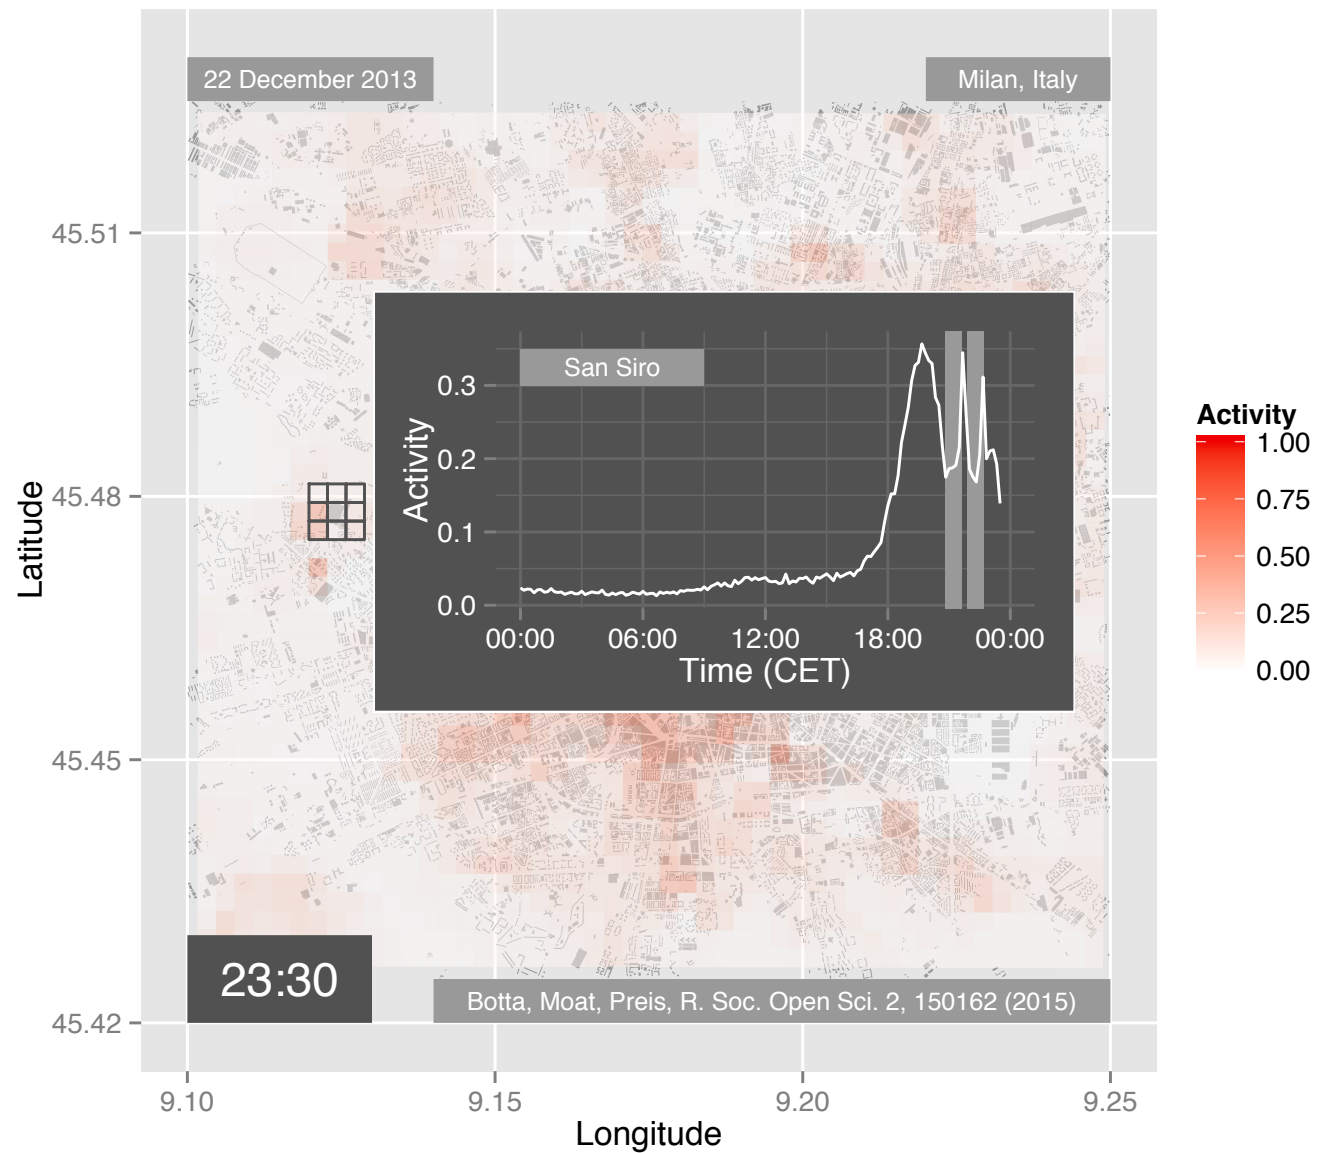 22 December 2013
Milan, Italy
45.51
San Siro
0.3
0.2
0.1
0.0
Activity
00:00 06:00 12:00 18:00 00:00
Time (CET)
Activity
1.00
0.75
0.50
0.25
0.00
45.48
45.45
45.42
Latitude
23:30
Botta, Moat, Preis, R. Soc. Open Sci. 2, 150162 (2015)
9.10 9.15 9.20 9.25
Longitude